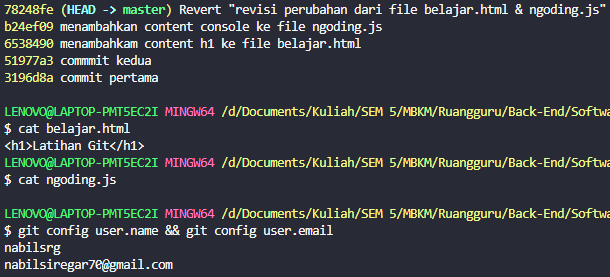 78248fe (HEAD -> master) Revert "revisi perubahan dari file belajar.html & ngoding.js"
b24ef09 menambahkan content console ke file ngoding.js
6538490 menambahkan content h1 ke file belajar.html
51977a3 commmit kedua
3196d8a commit pertama
LENOVO@LAPTOP-PMT5EC2I MINGW64 /d/Documents/Kuliah/SEM 5/MBKM/Ruangguru/Back-End/Softwa
$ cat belajar.html
<h1>Latihan Git</h1>
LENOVO@LAPTOP-PMT5EC2I MINGW64 /d/Documents/Kuliah/SEM 5/MBKM/Ruangguru/Back-End/Softwa
$ cat ngoding.js
LENOVO@LAPTOP-PMT5EC2I MINGW64 /d/Documents/Kuliah/SEM 5/MBKM/Ruangguru/Back-End/Softwa
$ git config user.name && git config user.email
nabilsrg
nabilsiregar70@gmail.com